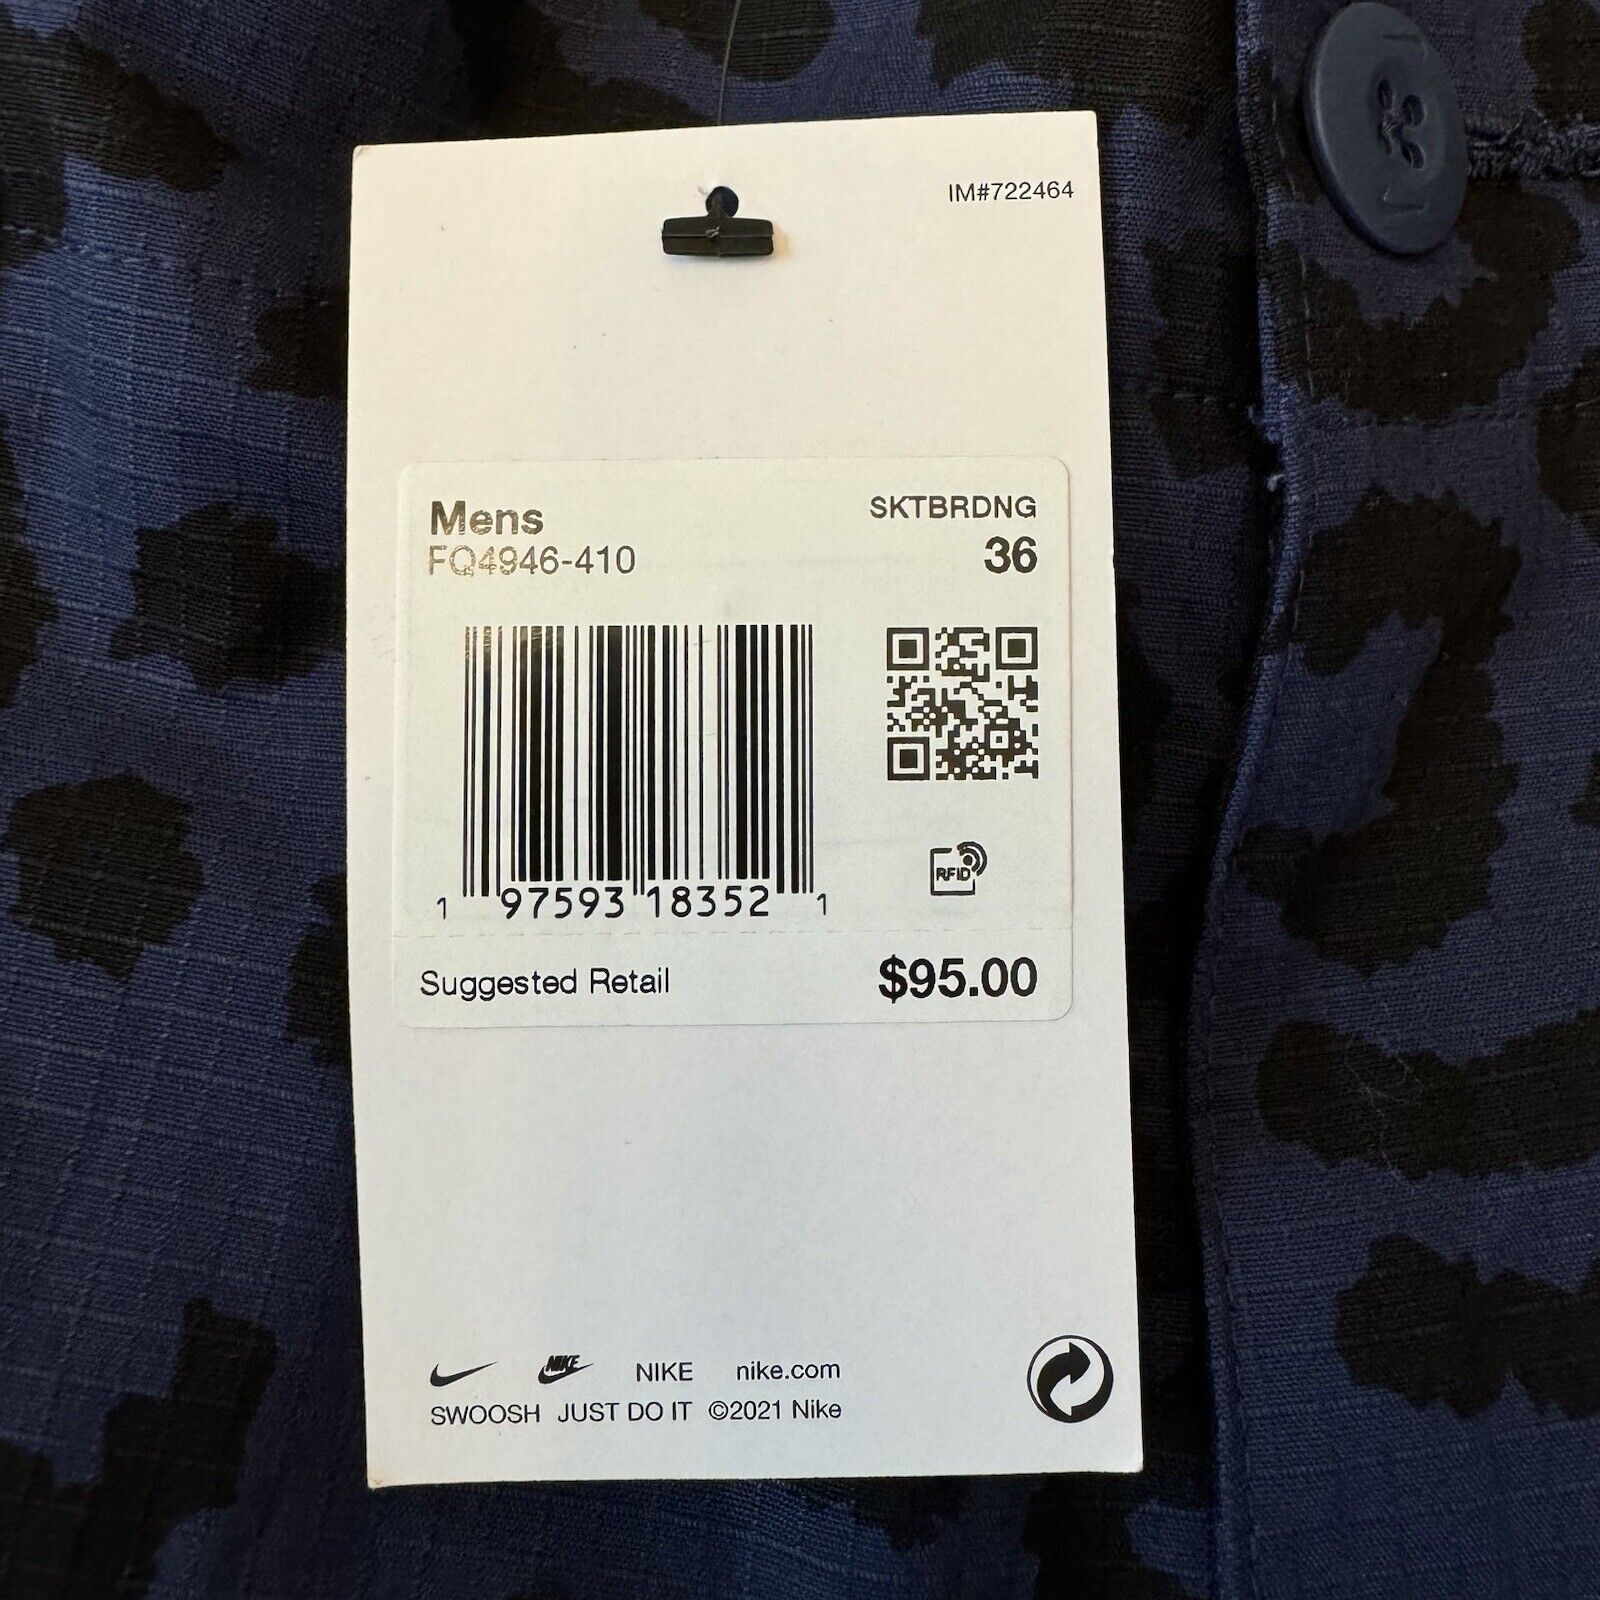 IM#722464
Mens SKTBRDNG
FQ4946-410 36
RFID
1 97593 18352 1
Suggested Retail $95.00
NIKE NIKE nike.com
SWOOSH JUST DO IT ©2021 Nike